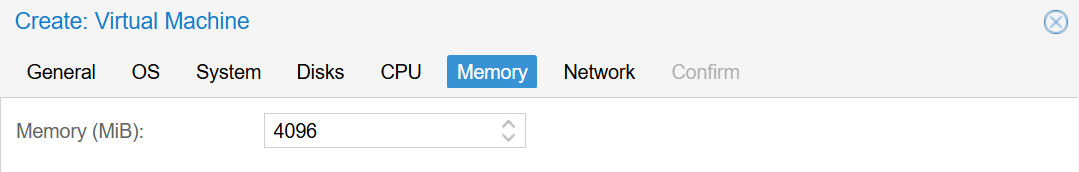 Create: Virtual Machine
General OS System Disks CPU Memory Network Confirm
Memory (MiB): 4096